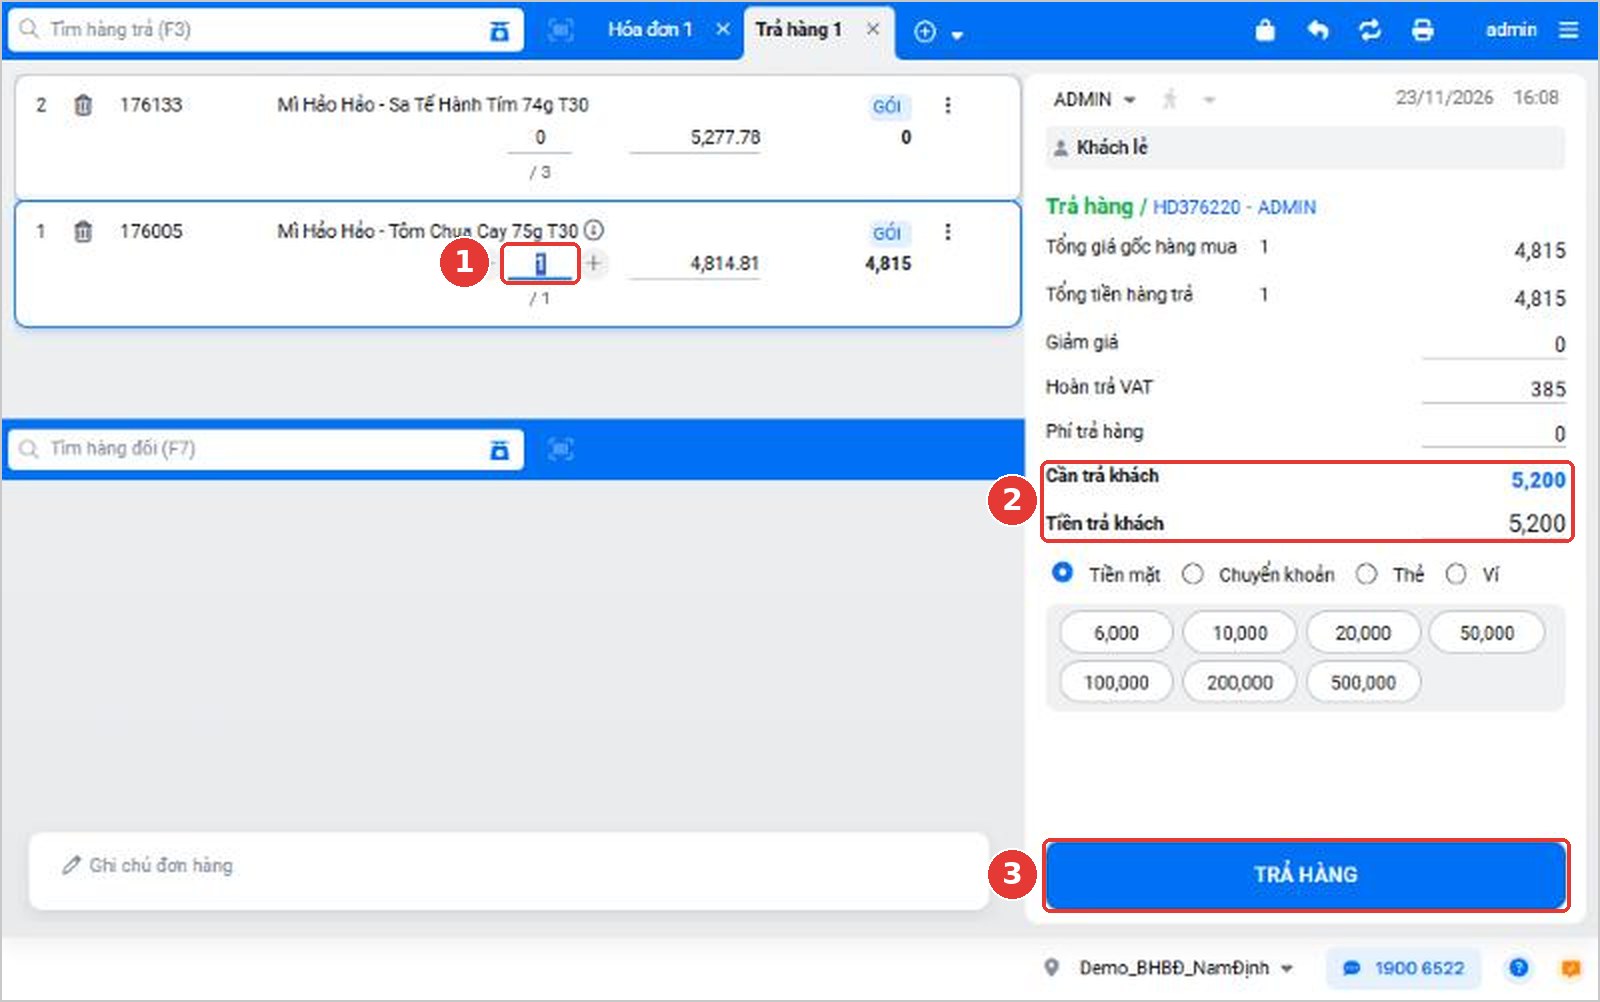 Tìm hàng trả (F3)
Hóa đơn 1
Trả hàng 1
admin
2 176133 Mì Hảo Hảo - Sa Tế Hành Tím 74g T30 GÓI
0 5,277.78 0
/ 3
1 176005 Mì Hảo Hảo - Tôm Chua Cay 75g T30 GÓI
1 1 4,814.81 4,815
/ 1
Tìm hàng đổi (F7)
Ghi chú đơn hàng
ADMIN 23/11/2026 16:08
Khách lẻ
Trả hàng / HD376220 - ADMIN
Tổng giá gốc hàng mua 1 4,815
Tổng tiền hàng trả 1 4,815
Giảm giá 0
Hoàn trả VAT 385
Phí trả hàng 0
2
Cần trả khách 5,200
Tiền trả khách 5,200
Tiền mặt Chuyển khoản Thẻ Ví
6,000 10,000 20,000 50,000
100,000 200,000 500,000
3 TRẢ HÀNG
Demo_BHBĐ_NamĐịnh 1900 6522